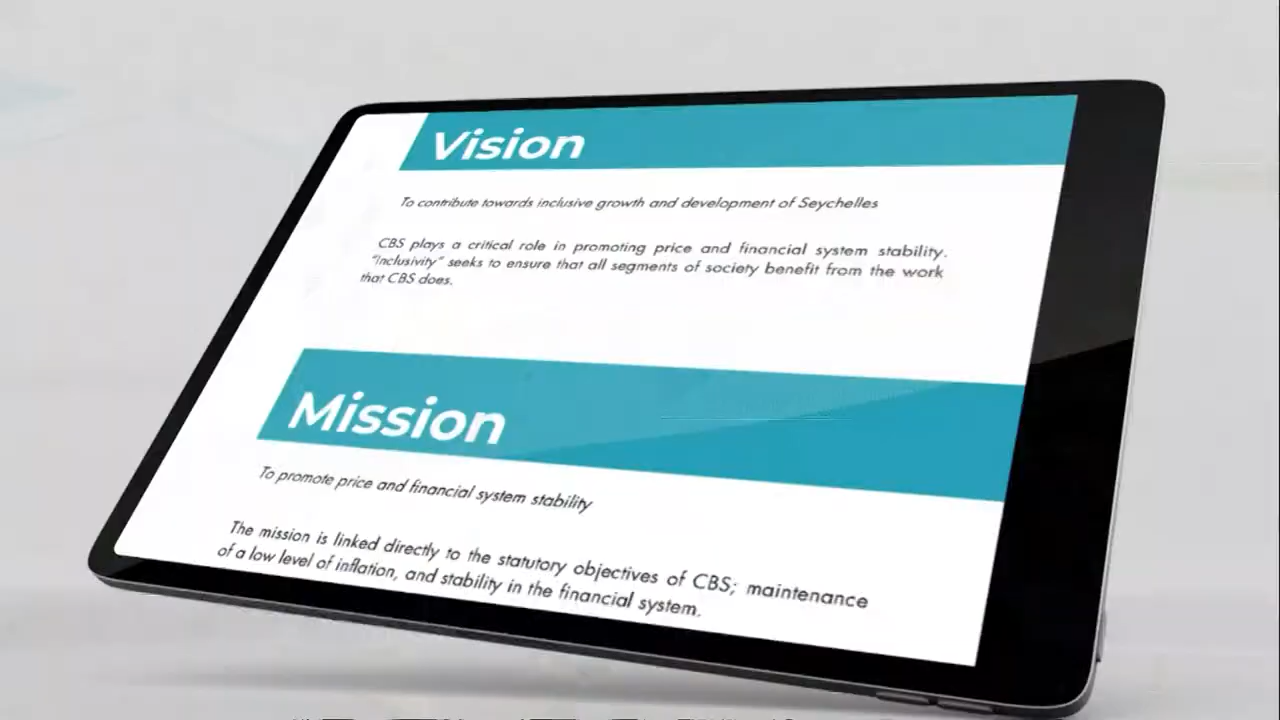 Vision
To contribute towards inclusive growth and development of Seychelles
CBS plays a critical role in promoting price and financial system stability.
"Inclusivity" seeks to ensure that all segments of society benefit from the work
that CBS does.
Mission
To promote price and financial system stability
The mission is linked directly to the statutory objectives of CBS; maintenance
of a low level of inflation, and stability in the financial system.